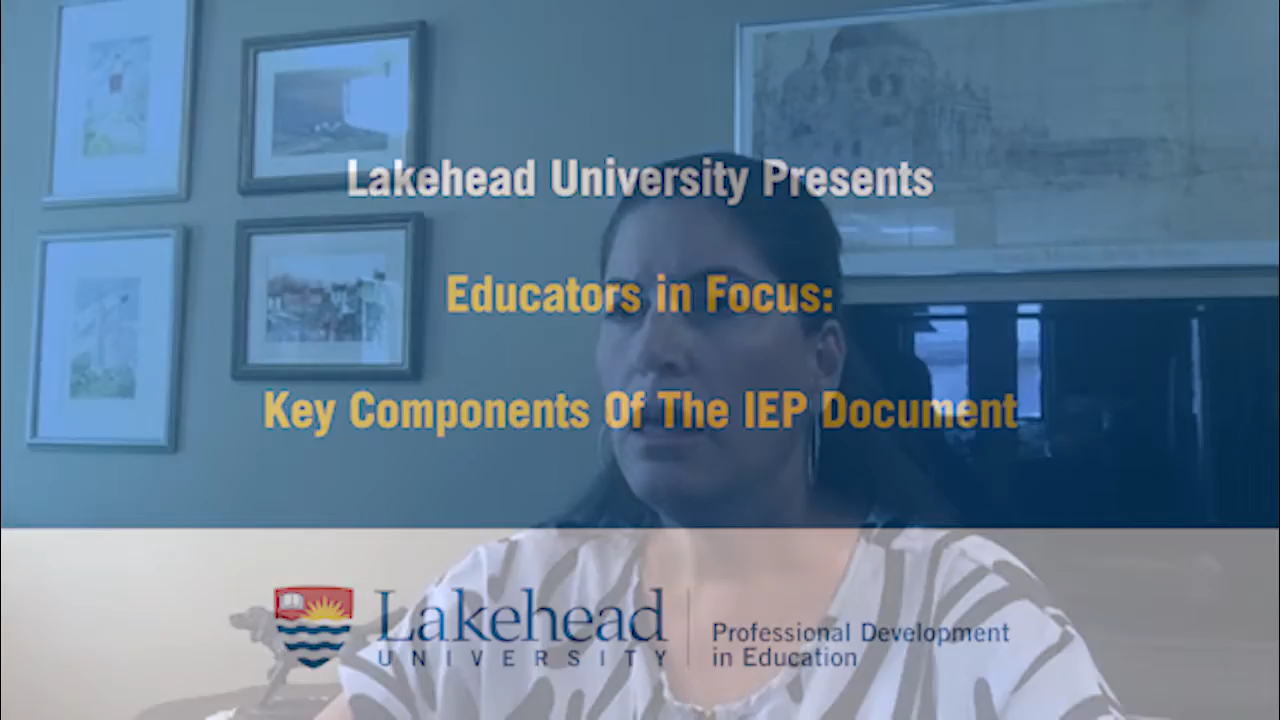 Lakehead University Presents
Educators in Focus:
Key Components Of The IEP Document
Lakehead
UNIVERSITY
Professional Development
in Education